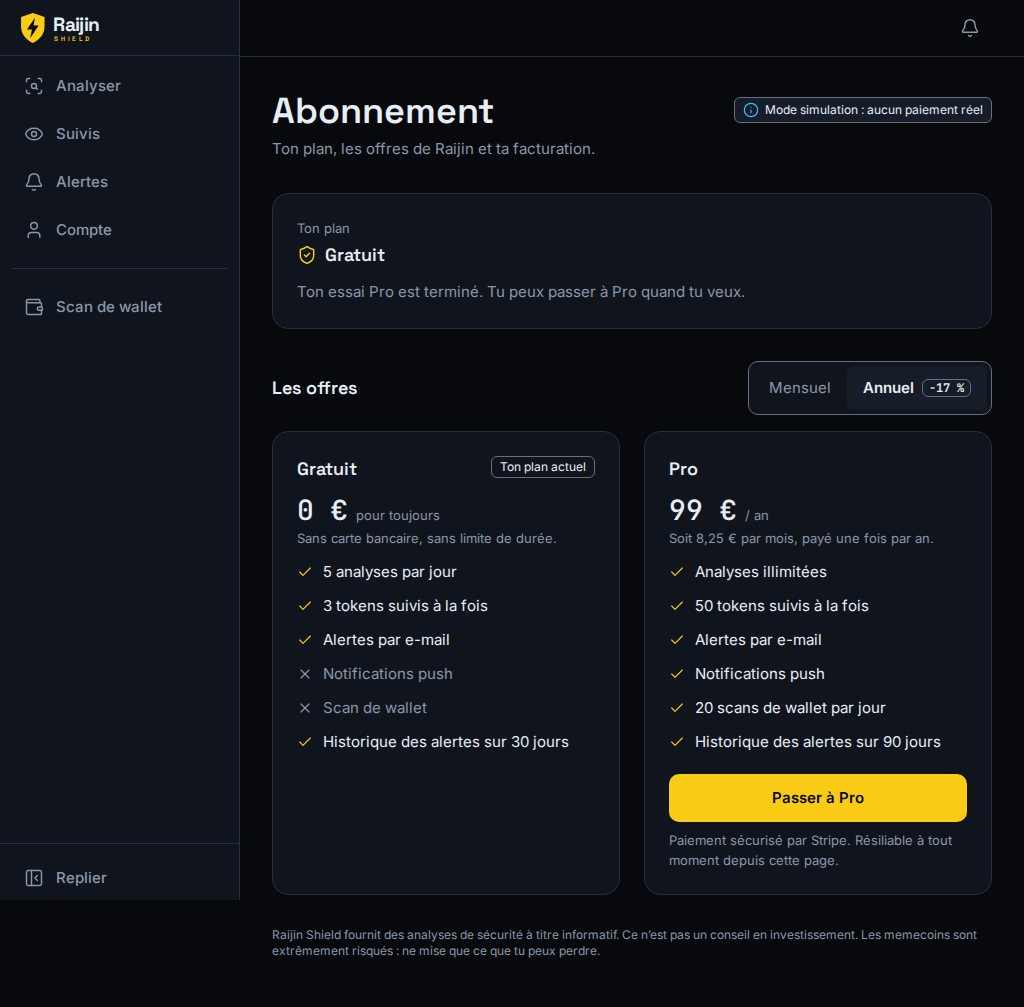 Raijin
SHIELD
Analyser
Suivis
Alertes
Compte
Scan de wallet
Replier
Abonnement
Mode simulation : aucun paiement réel
Ton plan, les offres de Raijin et ta facturation.
Ton plan
Gratuit
Ton essai Pro est terminé. Tu peux passer à Pro quand tu veux.
Les offres
Mensuel
Annuel -17 %
Gratuit
Ton plan actuel
0 € pour toujours
Sans carte bancaire, sans limite de durée.
5 analyses par jour
3 tokens suivis à la fois
Alertes par e-mail
Notifications push
Scan de wallet
Historique des alertes sur 30 jours
Pro
99 € / an
Soit 8,25 € par mois, payé une fois par an.
Analyses illimitées
50 tokens suivis à la fois
Alertes par e-mail
Notifications push
20 scans de wallet par jour
Historique des alertes sur 90 jours
Passer à Pro
Paiement sécurisé par Stripe. Résiliable à tout
moment depuis cette page.
Raijin Shield fournit des analyses de sécurité à titre informatif. Ce n’est pas un conseil en investissement. Les memecoins sont
extrêmement risqués : ne mise que ce que tu peux perdre.